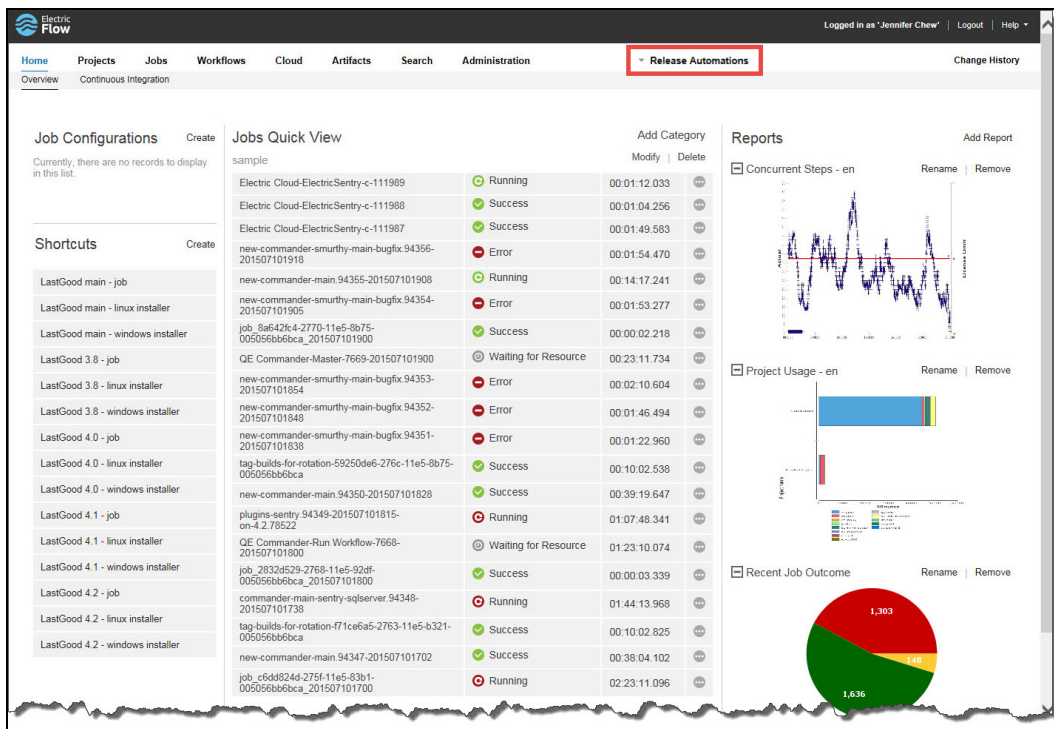 Electric
Flow
Logged in as 'Jennifer Chew' | Logout | Help
Home Projects Jobs Workflows Cloud Artifacts Search Administration Release Automations Change History
Overview Continuous Integration
Job Configurations Create
Currently, there are no records to display
in this list.
Shortcuts Create
LastGood main - job
LastGood main - linux installer
LastGood main - windows installer
LastGood 3.8 - job
LastGood 3.8 - linux installer
LastGood 3.8 - windows installer
LastGood 4.0 - job
LastGood 4.0 - linux installer
LastGood 4.0 - windows installer
LastGood 4.1 - job
LastGood 4.1 - linux installer
LastGood 4.1 - windows installer
LastGood 4.2 - job
LastGood 4.2 - linux installer
LastGood 4.2 - windows installer
Jobs Quick View Add Category
sample Modify | Delete
Electric Cloud-ElectricSentry-c-111989 Running 00:01:12.033
Electric Cloud-ElectricSentry-c-111988 Success 00:01:04.256
Electric Cloud-ElectricSentry-c-111987 Success 00:01:49.583
new-commander-smurthy-main-bugfix.94356-
201507101918 Error 00:01:54.470
new-commander-main.94355-201507101908 Running 00:14:17.241
new-commander-smurthy-main-bugfix.94354-
201507101905 Error 00:01:53.277
job_8a642fc4-2770-11e5-8b75-
005056bb6bca_201507101900 Success 00:00:02.218
QE Commander-Master-7669-201507101900 Waiting for Resource 00:23:11.734
new-commander-smurthy-main-bugfix.94353-
201507101854 Error 00:02:10.604
new-commander-smurthy-main-bugfix.94352-
201507101848 Error 00:01:46.494
new-commander-smurthy-main-bugfix.94351-
201507101838 Error 00:01:22.960
tag-builds-for-rotation-59250de6-276c-11e5-8b75-
005056bb6bca Success 00:10:02.538
new-commander-main.94350-201507101828 Success 00:39:19.647
plugins-sentry.94349-201507101815-
on-4.2.78522 Running 01:07:48.341
QE Commander-Run Workflow-7668-
201507101800 Waiting for Resource 01:23:10.074
job_2832d529-2768-11e5-92df-
005056bb6bca_201507101800 Success 00:00:03.339
commander-main-sentry-sqlserver.94348-
201507101738 Running 01:44:13.968
tag-builds-for-rotation-f71ce6a5-2763-11e5-b321-
005056bb6bca Success 00:10:02.825
new-commander-main.94347-201507101702 Success 00:38:04.102
job_c6dd824d-275f-11e5-83b1-
005056bb6bca_201507101700 Running 02:23:11.096
Reports Add Report
Concurrent Steps - en Rename | Remove
Actual
License Limit
Project Usage - en Rename | Remove
Minutes
Recent Job Outcome Rename | Remove
1,303
148
1,636